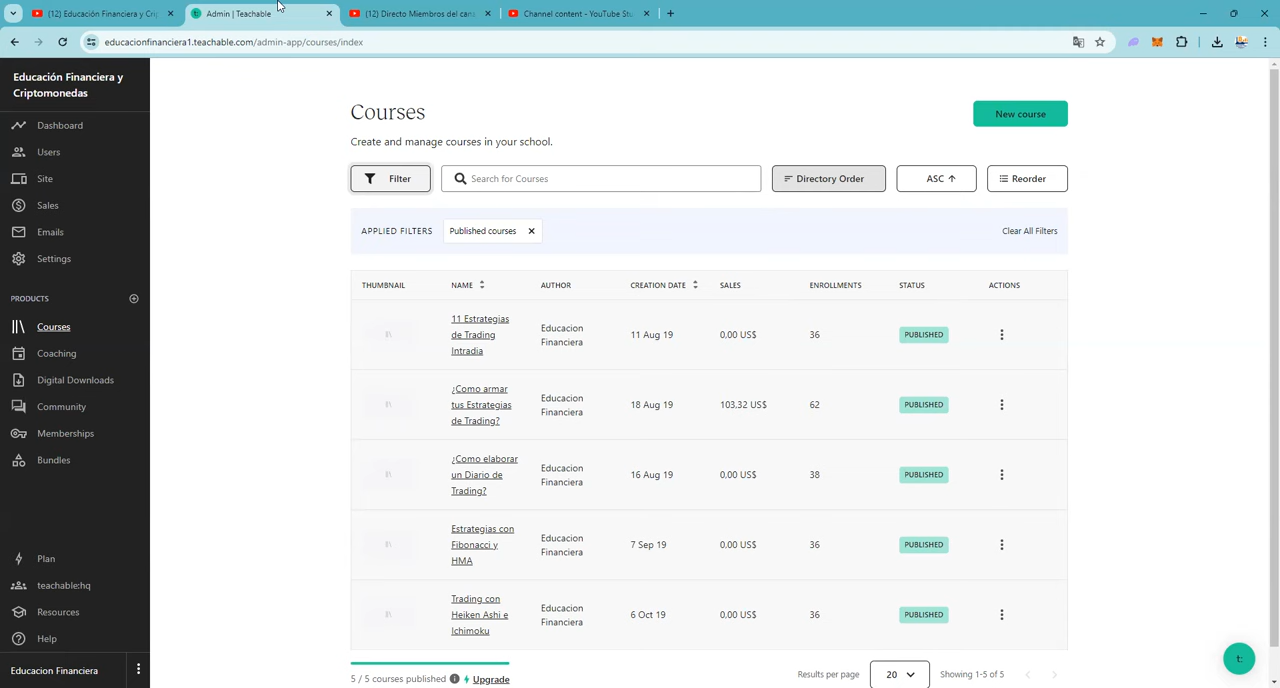 (12) Educación Financiera y Crip
Admin | Teachable
(12) Directo Miembros del cana
Channel content - YouTube Stu
educacionfinanciera1.teachable.com/admin-app/courses/index
Educación Financiera y
Criptomonedas
Dashboard
Users
Site
Sales
Emails
Settings
PRODUCTS
Courses
Coaching
Digital Downloads
Community
Memberships
Bundles
Plan
teachable:hq
Resources
Help
Educacion Financiera
Courses
New course
Create and manage courses in your school.
Filter
Search for Courses
Directory Order
ASC ↑
Reorder
APPLIED FILTERS
Published courses ×
Clear All Filters
THUMBNAIL NAME AUTHOR CREATION DATE SALES ENROLLMENTS STATUS ACTIONS
11 Estrategias
de Trading
Intradia
Educacion
Financiera
11 Aug 19
0,00 US$
36
PUBLISHED
¿Como armar
tus Estrategias
de Trading?
Educacion
Financiera
18 Aug 19
103,32 US$
62
PUBLISHED
¿Como elaborar
un Diario de
Trading?
Educacion
Financiera
16 Aug 19
0,00 US$
38
PUBLISHED
Estrategias con
Fibonacci y
HMA
Educacion
Financiera
7 Sep 19
0,00 US$
36
PUBLISHED
Trading con
Heiken Ashi e
Ichimoku
Educacion
Financiera
6 Oct 19
0,00 US$
36
PUBLISHED
5 / 5 courses published
Upgrade
Results per page
20
Showing 1-5 of 5
t: